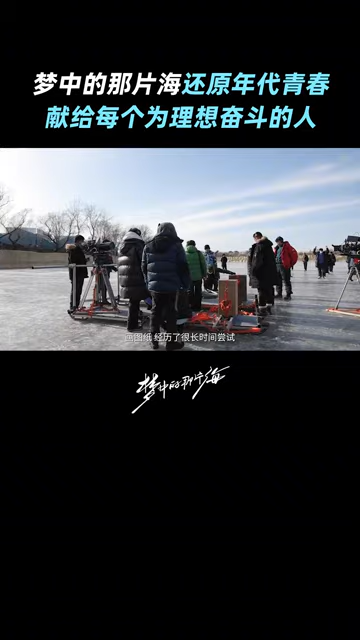 梦中的那片海还原年代青春
献给每个为理想奋斗的人
画图纸 经历了很长时间尝试
梦中的那片海